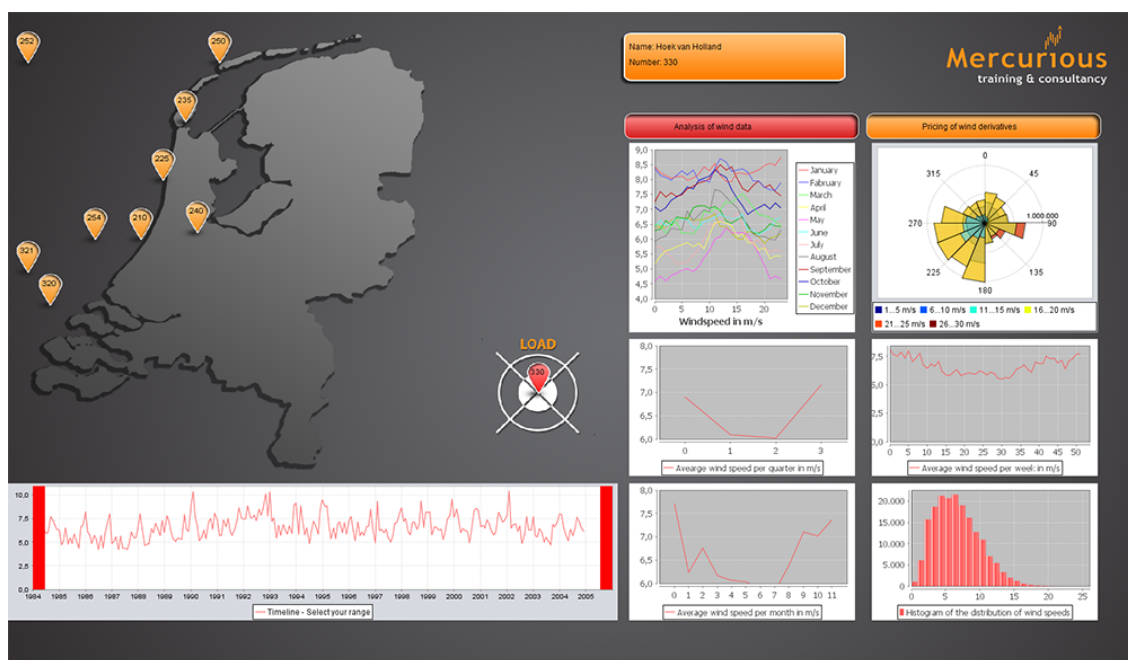 252
250
235
225
254
210
240
321
320
Name: Hoek van Holland
Number: 330
Mercurious
training & consultancy
Analysis of wind data
Pricing of wind derivatives
9,0
8,5
8,0
7,5
7,0
6,5
6,0
5,5
5,0
4,5
4,0
0 5 10 15 20
Windspeed in m/s
January
Fabruary
March
April
May
June
July
August
September
October
November
December
0
45
1.000.000
90
135
180
225
270
315
1...5 m/s 6...10 m/s 11...15 m/s 16...20 m/s
21...25 m/s 26...30 m/s
LOAD
330
8,0
7,5
7,0
6,5
6,0
0 1 2 3
Avearge wind speed per quarter in m/s
7,5
5,0
2,5
0,0
0 5 10 15 20 25 30 35 40 45 50
Average wind speed per week: in m/s
10,0
7,5
5,0
2,5
0,0
1984 1985 1986 1987 1988 1989 1990 1991 1992 1993 1994 1995 1996 1997 1998 1999 2000 2001 2002 2003 2004 2005
Timeline - Select your range
8,0
7,5
7,0
6,5
6,0
0 1 2 3 4 5 6 7 8 9 10 11
Average wind speed per month in m/s
20.000
15.000
10.000
5.000
0
0 5 10 15 20 25
Histogram of the distribution of wind speeds